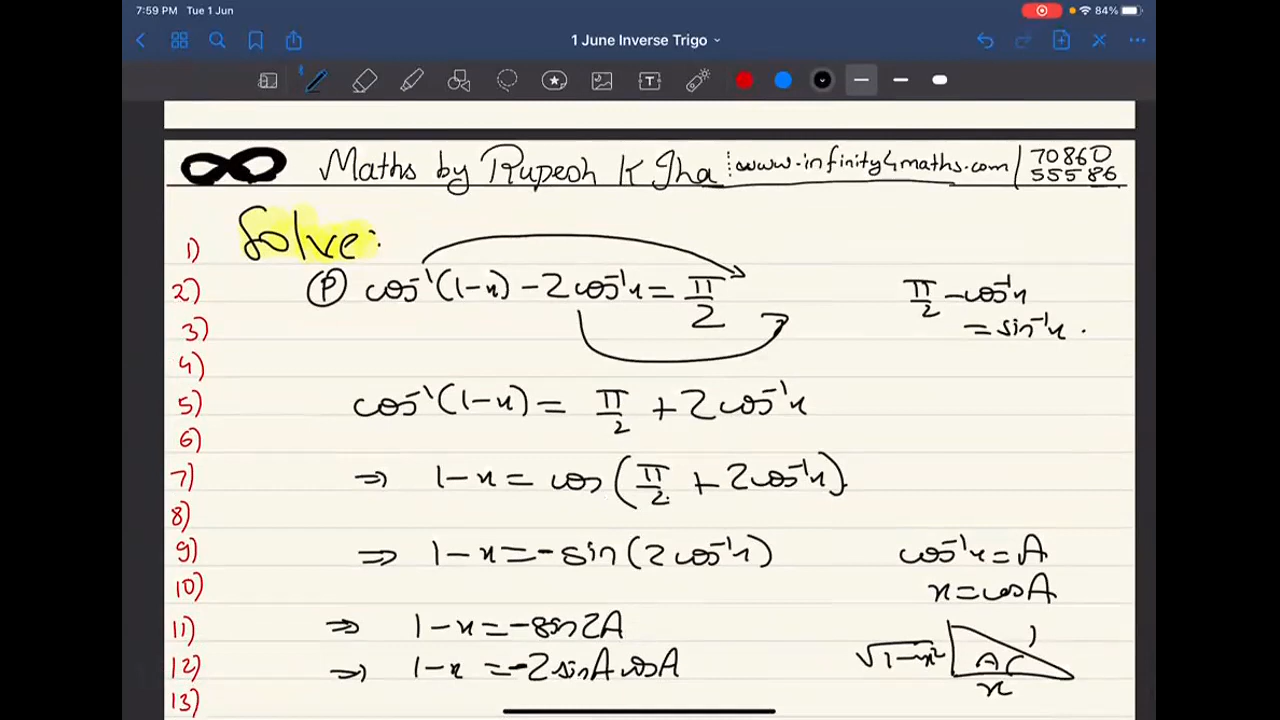 7:59 PM Tue 1 Jun
84%
1 June Inverse Trigo
Maths by Rupesh K Jha www.infinity4maths.com 70860 55586
Solve:
1)
2) (P) cos⁻¹(1-x) - 2cos⁻¹x = π/2
π/2 - cos⁻¹x
3) = sin⁻¹x.
4)
5) cos⁻¹(1-x) = π/2 + 2cos⁻¹x
6)
7) ⇒ 1-x = cos(π/2 + 2cos⁻¹x).
8)
9) ⇒ 1-x = -sin(2cos⁻¹x) cos⁻¹x = A
10) x = cosA
11) ⇒ 1-x = -sin2A
12) ⇒ 1-x = -2sinA cosA
√1-x² A 1
x
13)